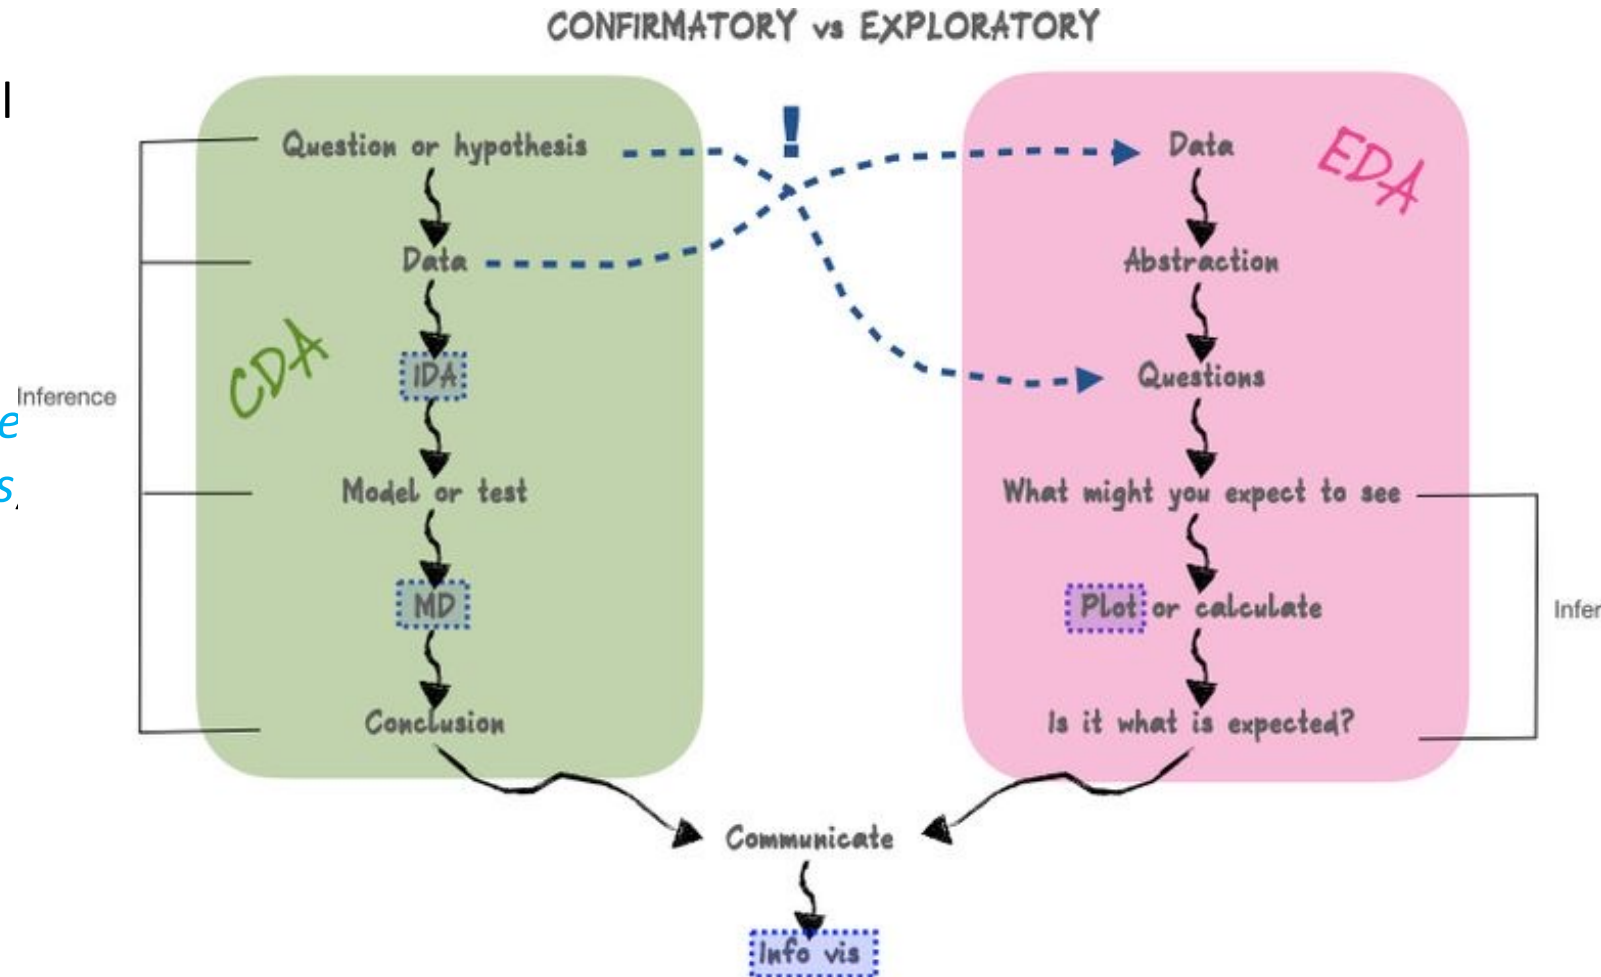 CONFIRMATORY vs EXPLORATORY
l
e
s,
Inference
CDA
Question or hypothesis
Data
IDA
Model or test
MD
Conclusion
!
EDA
Data
Abstraction
Questions
What might you expect to see
Plot or calculate
Is it what is expected?
Infer
Communicate
Info vis